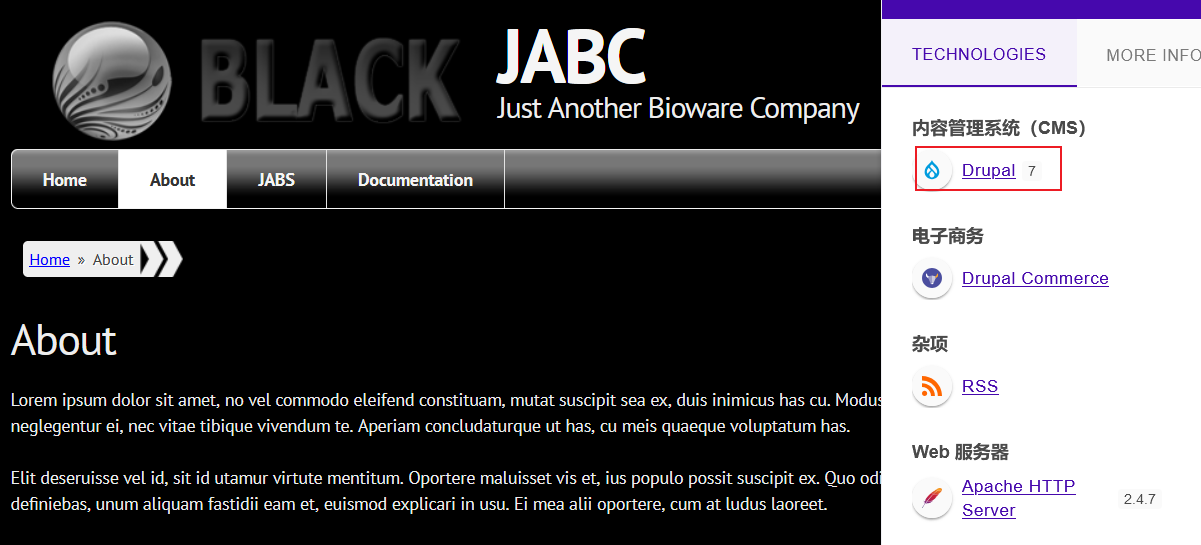 BLACK
JABC
Just Another Bioware Company
Home
About
JABS
Documentation
Home » About
About
Lorem ipsum dolor sit amet, no vel commodo eleifend constituam, mutat suscipit sea ex, duis inimicus has cu. Modus
neglegentur ei, nec vitae tibique vivendum te. Aperiam concludaturque ut has, cu meis quaeque voluptatum has.
Elit deseruisse vel id, sit id utamur virtute mentitum. Oportere maluisset vis et, ius populo possit suscipit ex. Quo odi
definiebas, unum aliquam fastidii eam et, euismod explicari in usu. Ei mea alii oportere, cum at ludus laoreet.
TECHNOLOGIES
MORE INFO
内容管理系统（CMS）
Drupal 7
电子商务
Drupal Commerce
杂项
RSS
Web 服务器
Apache HTTP
Server
2.4.7